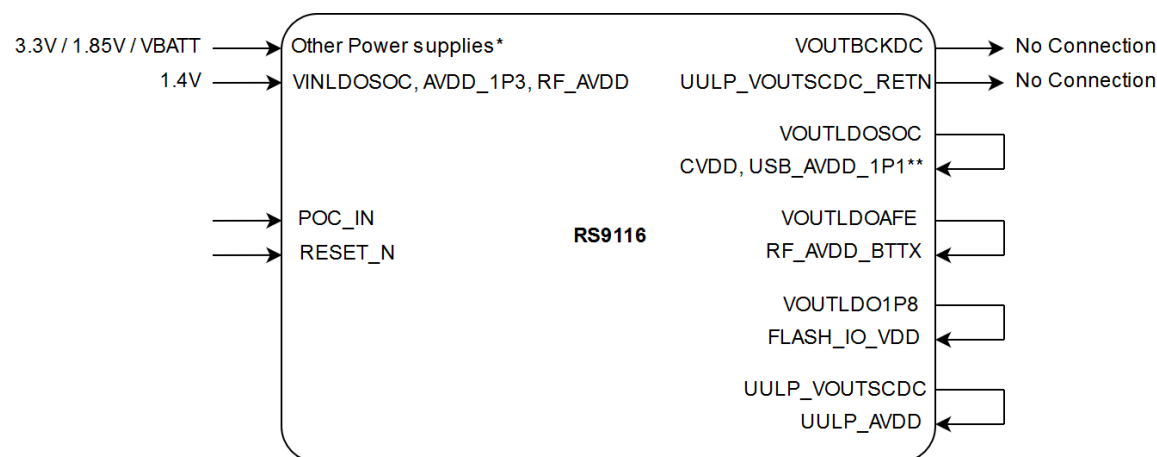 3.3V / 1.85V / VBATT
Other Power supplies*
VOUTBCKDC
No Connection
1.4V
VINLDOSOC, AVDD_1P3, RF_AVDD
UULP_VOUTSCDC_RETN
No Connection
VOUTLDOSOC
CVDD, USB_AVDD_1P1**
POC_IN
VOUTLDOAFE
RS9116
RESET_N
RF_AVDD_BTTX
VOUTLDO1P8
FLASH_IO_VDD
UULP_VOUTSCDC
UULP_AVDD